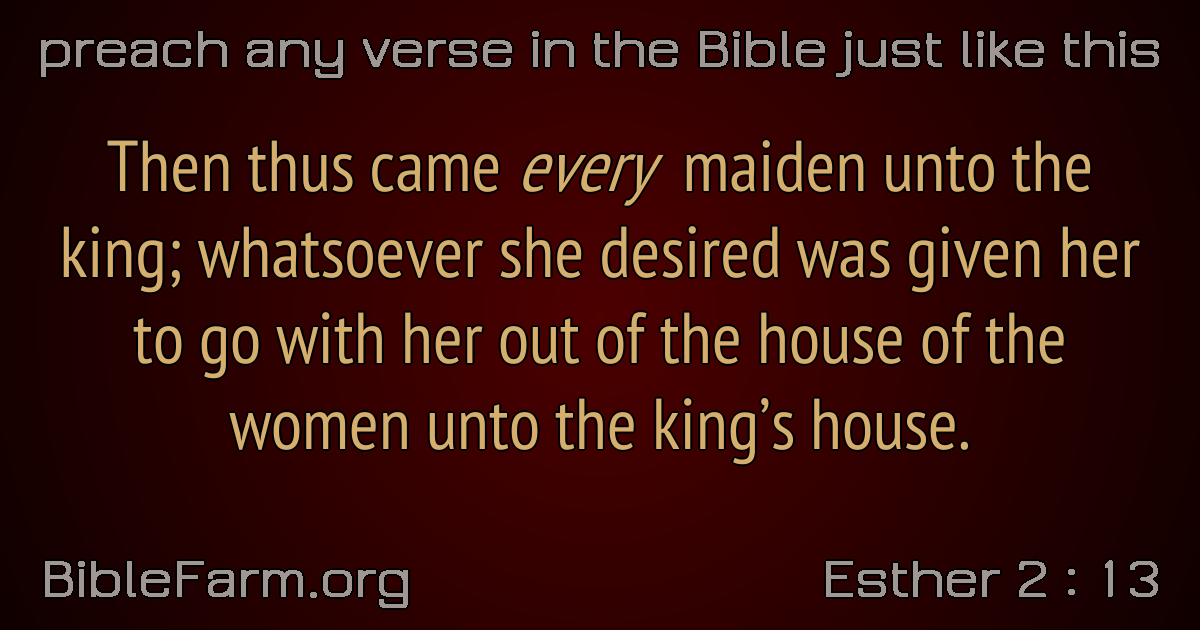 preach any verse in the Bible just like this
Then thus came every maiden unto the
king; whatsoever she desired was given her
to go with her out of the house of the
women unto the king’s house.
BibleFarm.org
Esther 2 : 13